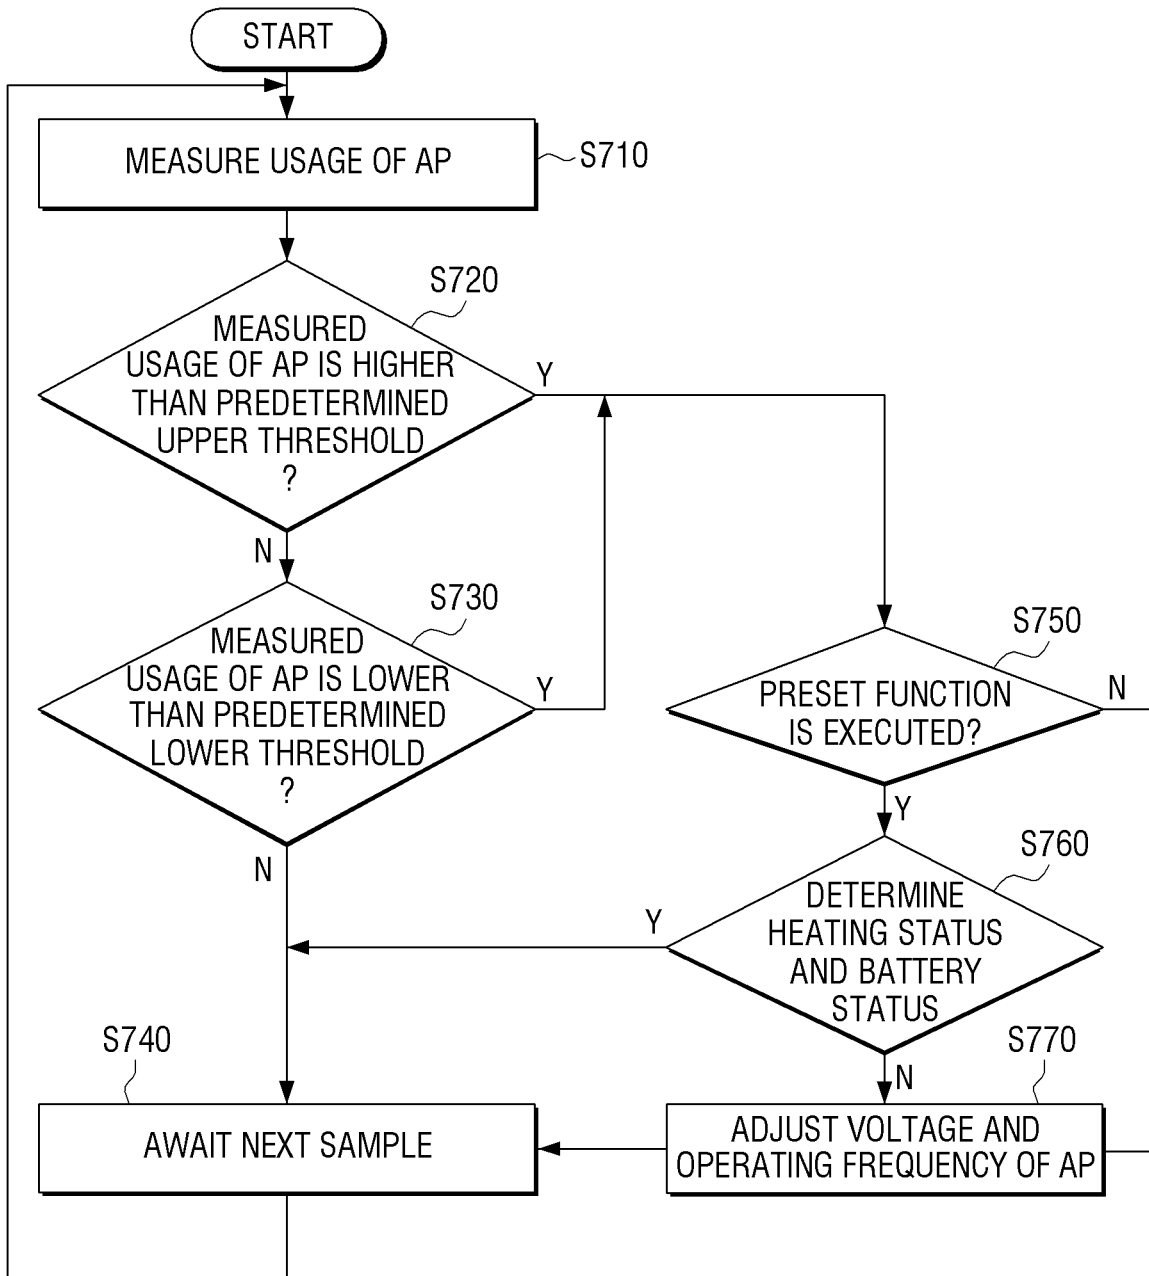 START
MEASURE USAGE OF AP
S710
S720
MEASURED
USAGE OF AP IS HIGHER
THAN PREDETERMINED
UPPER THRESHOLD
?
Y
N
S730
MEASURED
USAGE OF AP IS LOWER
THAN PREDETERMINED
LOWER THRESHOLD
?
Y
N
S750
PRESET FUNCTION
IS EXECUTED?
N
Y
S760
DETERMINE
HEATING STATUS
AND BATTERY
STATUS
Y
N
S740
AWAIT NEXT SAMPLE
S770
ADJUST VOLTAGE AND
OPERATING FREQUENCY OF AP